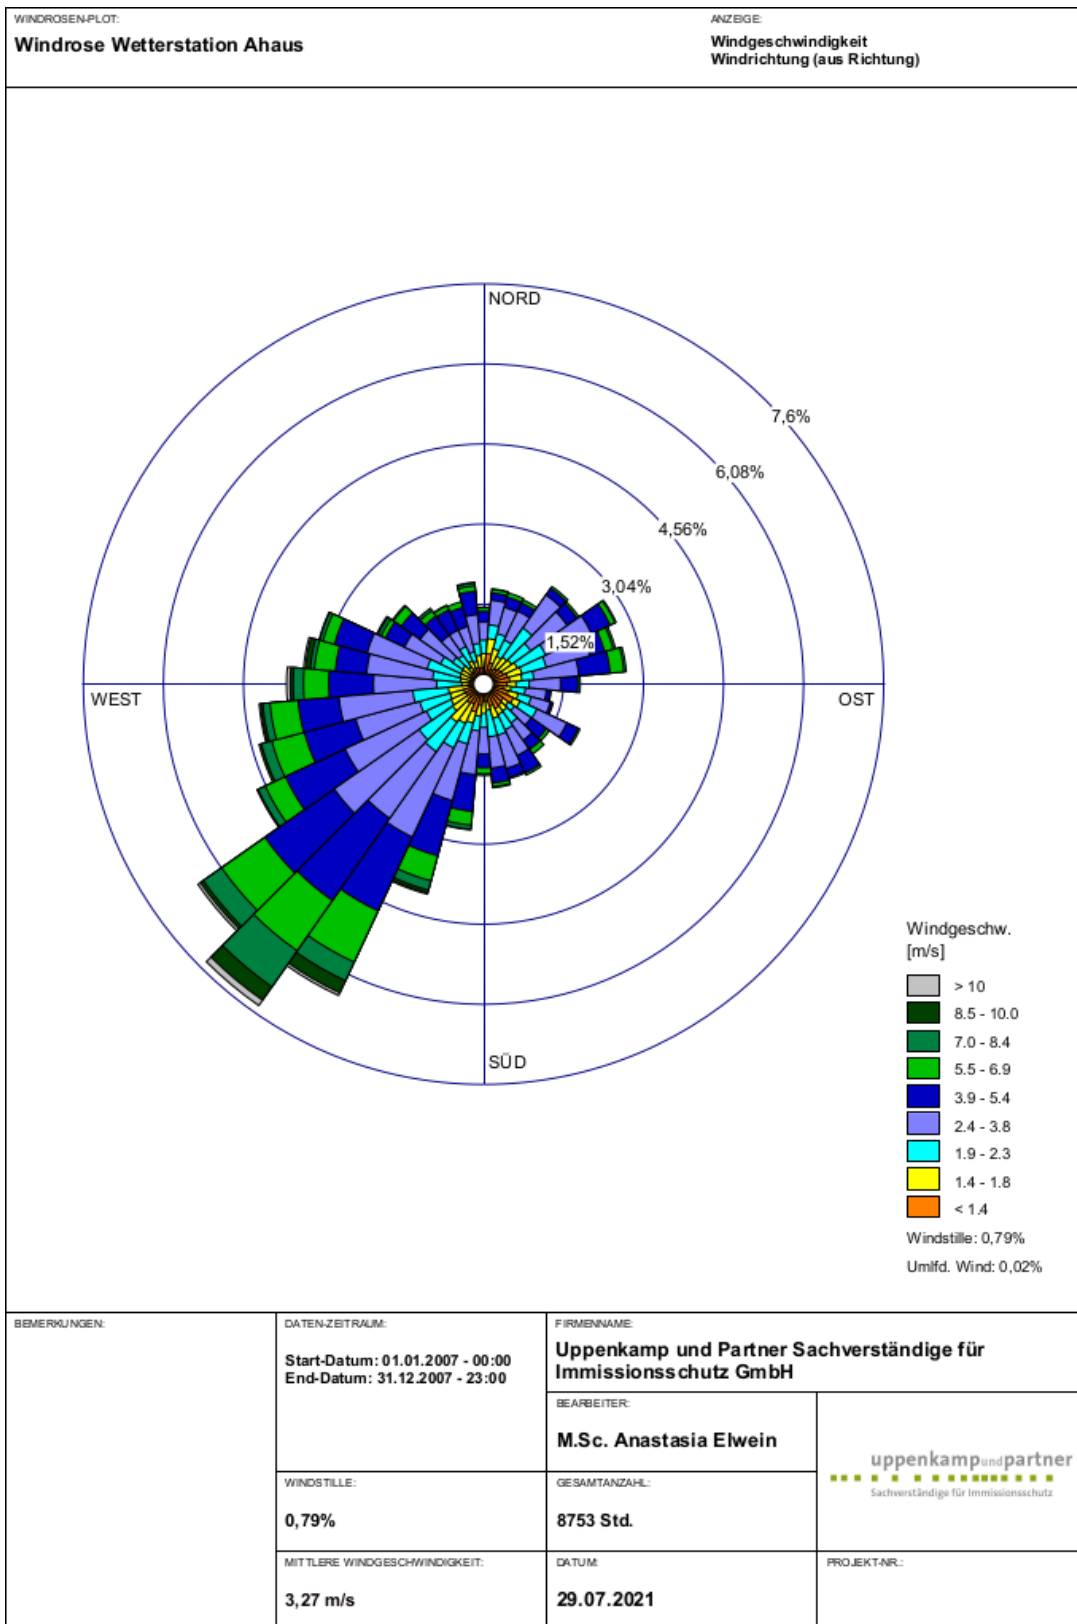 WINDROSEN-PLOT:
Windrose Wetterstation Ahaus
ANZEIGE:
Windgeschwindigkeit
Windrichtung (aus Richtung)
NORD
7,6%
6,08%
4,56%
3,04%
1,52%
WEST
OST
SÜD
Windgeschw.
[m/s]
> 10
8.5 - 10.0
7.0 - 8.4
5.5 - 6.9
3.9 - 5.4
2.4 - 3.8
1.9 - 2.3
1.4 - 1.8
< 1.4
Windstille: 0,79%
Umlfd. Wind: 0,02%
BEMERKUNGEN:
DATEN-ZEITRAUM:
Start-Datum: 01.01.2007 - 00:00
End-Datum: 31.12.2007 - 23:00
FIRMENNAME:
Uppenkamp und Partner Sachverständige für
Immissionsschutz GmbH
BEARBEITER:
M.Sc. Anastasia Elwein
uppenkampundpartner
Sachverständige für Immissionsschutz
WINDSTILLE:
0,79%
GESAMTANZAHL:
8753 Std.
MITTLERE WINDGESCHWINDIGKEIT:
3,27 m/s
DATUM:
29.07.2021
PROJEKT-NR.: